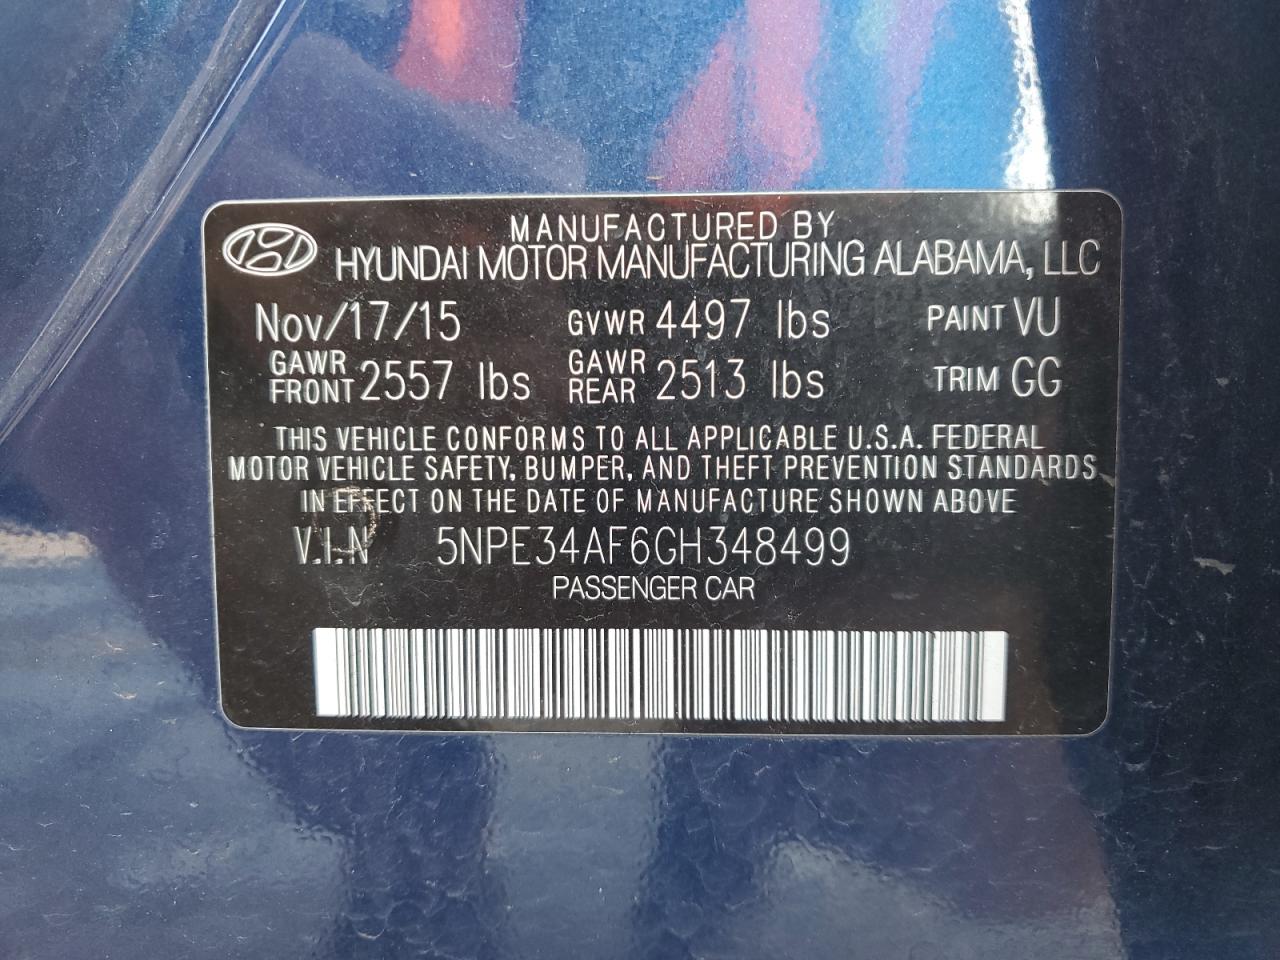 MANUFACTURED BY
HYUNDAI MOTOR MANUFACTURING ALABAMA, LLC
Nov/17/15 GVWR 4497 lbs PAINT VU
GAWR FRONT 2557 lbs GAWR REAR 2513 lbs TRIM GG
THIS VEHICLE CONFORMS TO ALL APPLICABLE U.S.A. FEDERAL
MOTOR VEHICLE SAFETY, BUMPER, AND THEFT PREVENTION STANDARDS
IN EFFECT ON THE DATE OF MANUFACTURE SHOWN ABOVE
V.I.N 5NPE34AF6GH348499
PASSENGER CAR